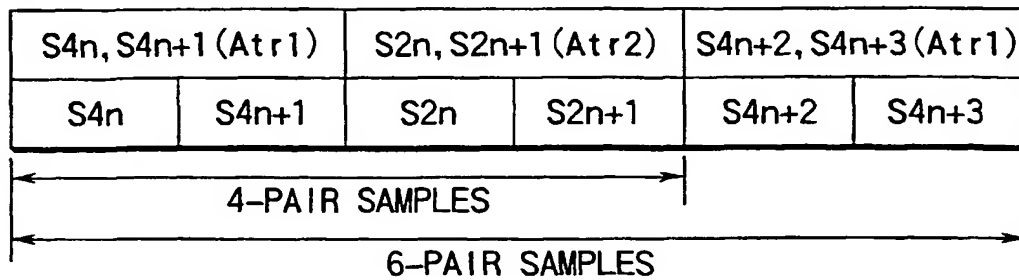 S4n, S4n+1 (Atr1) S2n, S2n+1 (Atr2) S4n+2, S4n+3 (Atr1)
S4n S4n+1 S2n S2n+1 S4n+2 S4n+3
4-PAIR SAMPLES
6-PAIR SAMPLES